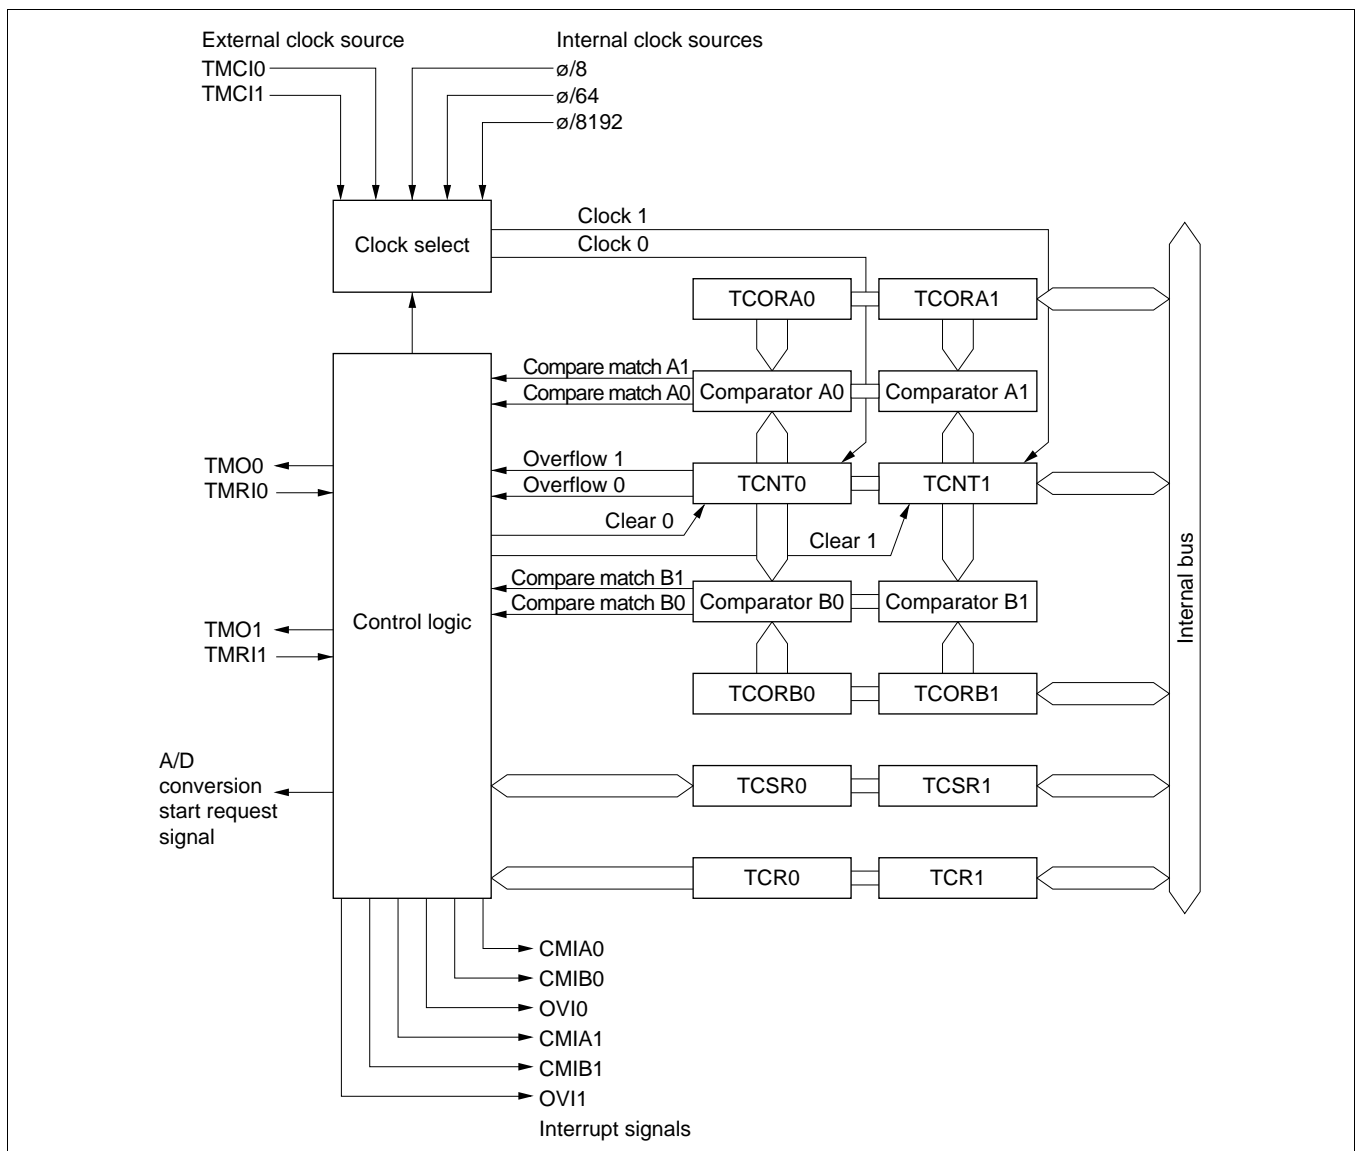 External clock source
Internal clock sources
TMCI0
ø/8
TMCI1
ø/64
ø/8192
Clock select
Clock 1
Clock 0
TCORA0
TCORA1
Compare match A1
Compare match A0
Comparator A0
Comparator A1
TMO0
TMRI0
Overflow 1
Overflow 0
TCNT0
TCNT1
Clear 0
Clear 1
Internal bus
Compare match B1
Compare match B0
Comparator B0
Comparator B1
Control logic
TMO1
TMRI1
TCORB0
TCORB1
A/D
conversion
start request
signal
TCSR0
TCSR1
TCR0
TCR1
CMIA0
CMIB0
OVI0
CMIA1
CMIB1
OVI1
Interrupt signals